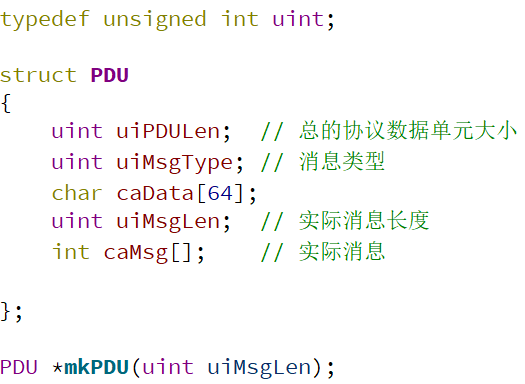 typedef unsigned int uint;
struct PDU
{
uint uiPDULen;  // 总的协议数据单元大小
uint uiMsgType; // 消息类型
char caData[64];
uint uiMsgLen;  // 实际消息长度
int caMsg[];    // 实际消息
};
PDU *mkPDU(uint uiMsgLen);